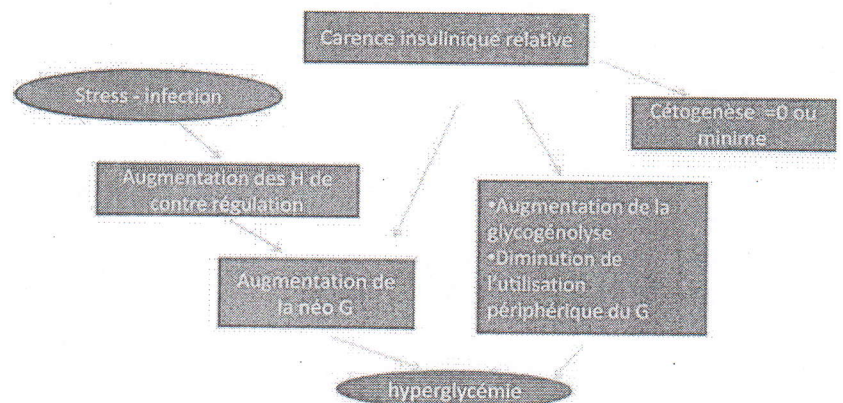 Carence insulinique relative
Stress - infection
Cétogenèse =0 ou
minime
Augmentation des H de
contre régulation
•Augmentation de la
glycogénolyse
•Diminution de
l'utilisation
périphérique du G
Augmentation de
la néo G
hyperglycémie